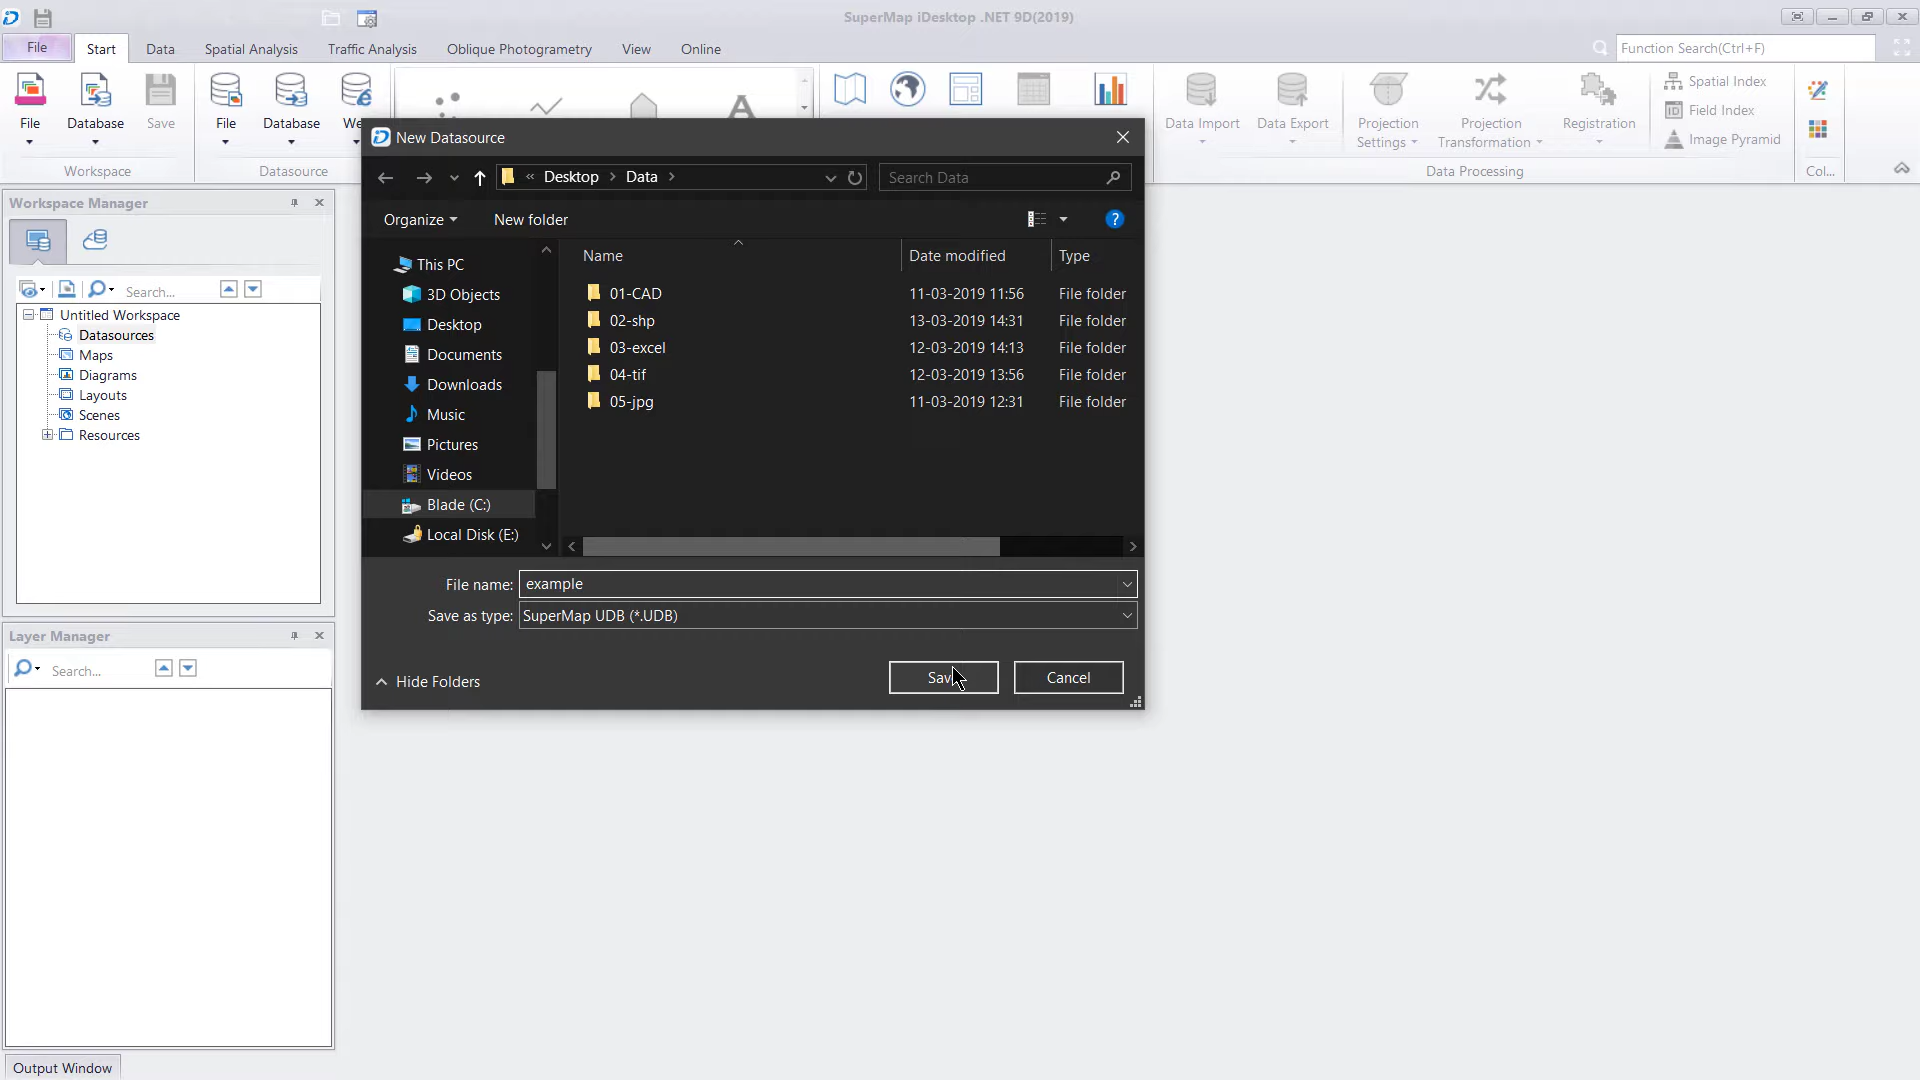 SuperMap iDesktop .NET 9D(2019)
File Start Data Spatial Analysis Traffic Analysis Oblique Photogrametry View Online
Function Search(Ctrl+F)
File Database Save
Workspace
File Database We
Datasource
Data Import Data Export Projection Settings Projection Transformation Registration
Spatial Index
Field Index
Image Pyramid
Data Processing
Col...
Workspace Manager
Search...
Untitled Workspace
Datasources
Maps
Diagrams
Layouts
Scenes
Resources
Layer Manager
Search...
Output Window
New Datasource
« Desktop > Data >
Search Data
Organize New folder
This PC
3D Objects
Desktop
Documents
Downloads
Music
Pictures
Videos
Blade (C:)
Local Disk (E:)
Name Date modified Type
01-CAD 11-03-2019 11:56 File folder
02-shp 13-03-2019 14:31 File folder
03-excel 12-03-2019 14:13 File folder
04-tif 12-03-2019 13:56 File folder
05-jpg 11-03-2019 12:31 File folder
File name: example
Save as type: SuperMap UDB (*.UDB)
Hide Folders
Save Cancel